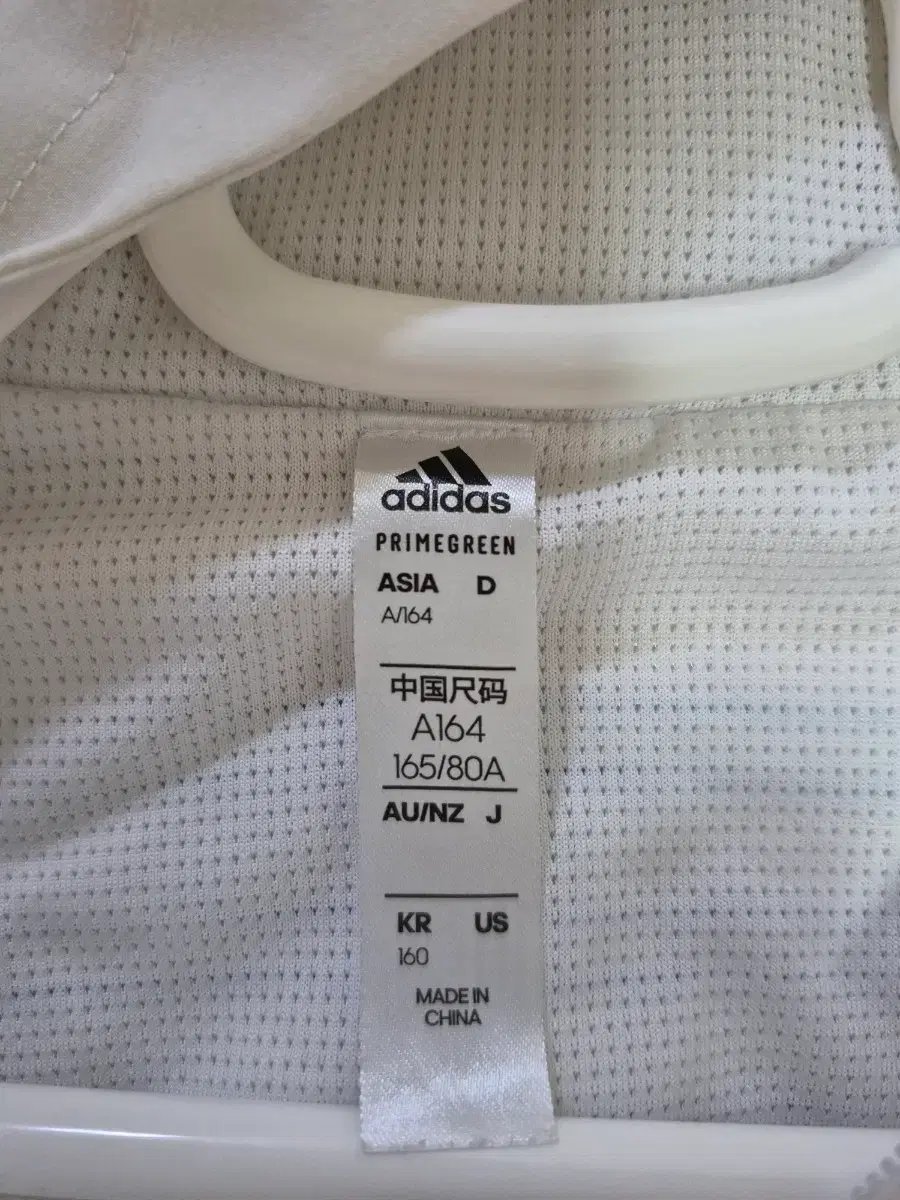 adidas
PRIMEGREEN
ASIA D
A/164
中国尺码
A164
165/80A
AU/NZ J
KR US
160
MADE IN
CHINA